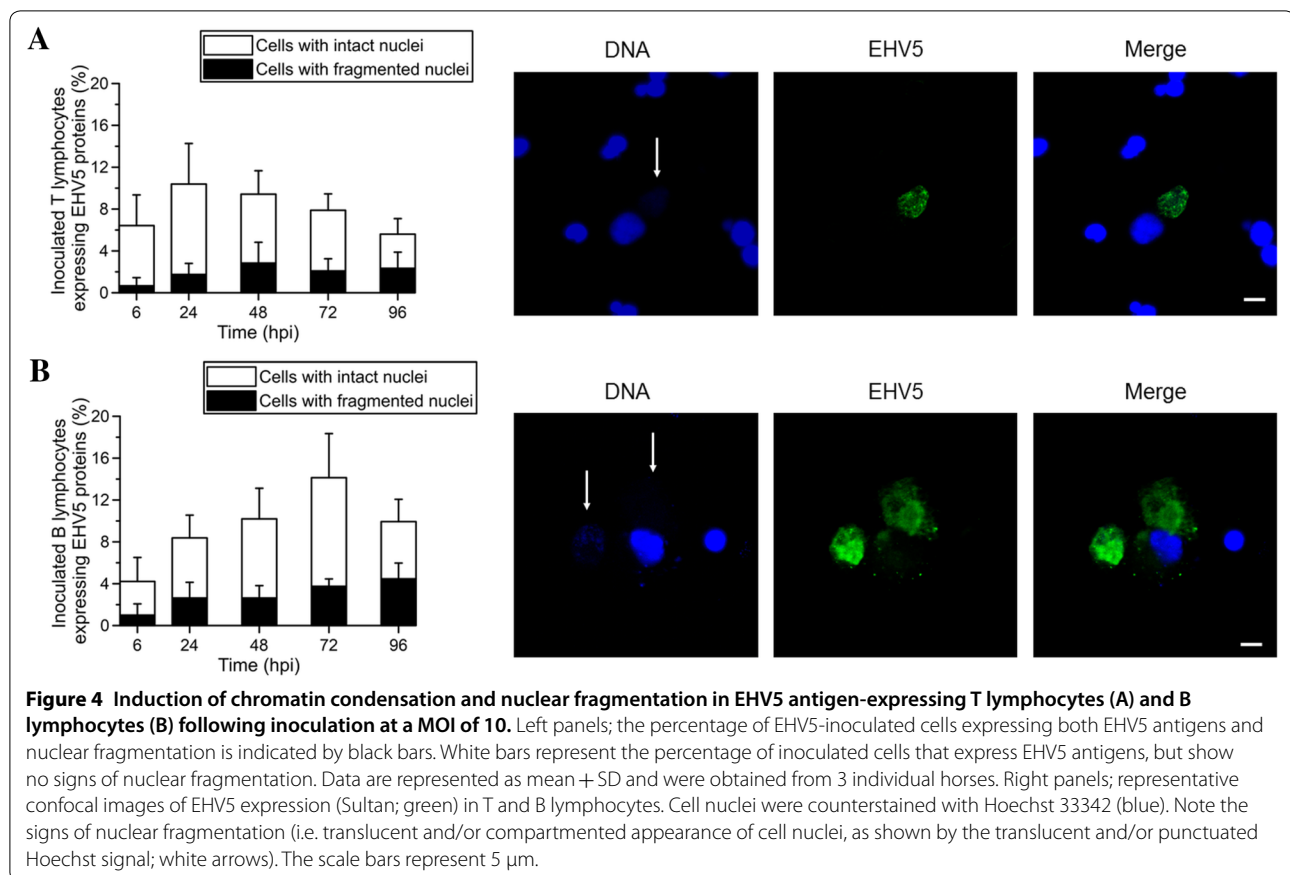 A
Cells with intact nuclei
Cells with fragmented nuclei
Inoculated T lymphocytes
expressing EHV5 proteins (%)
20
16
12
8
4
0
6 24 48 72 96
Time (hpi)
DNA
EHV5
Merge
B
Cells with intact nuclei
Cells with fragmented nuclei
Inoculated B lymphocytes
expressing EHV5 proteins (%)
20
16
12
8
4
0
6 24 48 72 96
Time (hpi)
DNA
EHV5
Merge
Figure 4 Induction of chromatin condensation and nuclear fragmentation in EHV5 antigen-expressing T lymphocytes (A) and B
lymphocytes (B) following inoculation at a MOI of 10. Left panels; the percentage of EHV5-inoculated cells expressing both EHV5 antigens and
nuclear fragmentation is indicated by black bars. White bars represent the percentage of inoculated cells that express EHV5 antigens, but show
no signs of nuclear fragmentation. Data are represented as mean + SD and were obtained from 3 individual horses. Right panels; representative
confocal images of EHV5 expression (Sultan; green) in T and B lymphocytes. Cell nuclei were counterstained with Hoechst 33342 (blue). Note the
signs of nuclear fragmentation (i.e. translucent and/or compartmented appearance of cell nuclei, as shown by the translucent and/or punctuated
Hoechst signal; white arrows). The scale bars represent 5 µm.